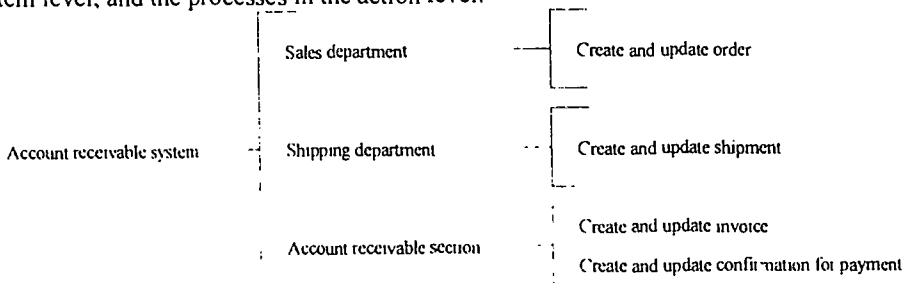 tem level, and the processes in the action level.
Sales department
Create and update order
Account receivable system
Shipping department
Create and update shipment
Account receivable section
Create and update invoice
Create and update confirmation for payment